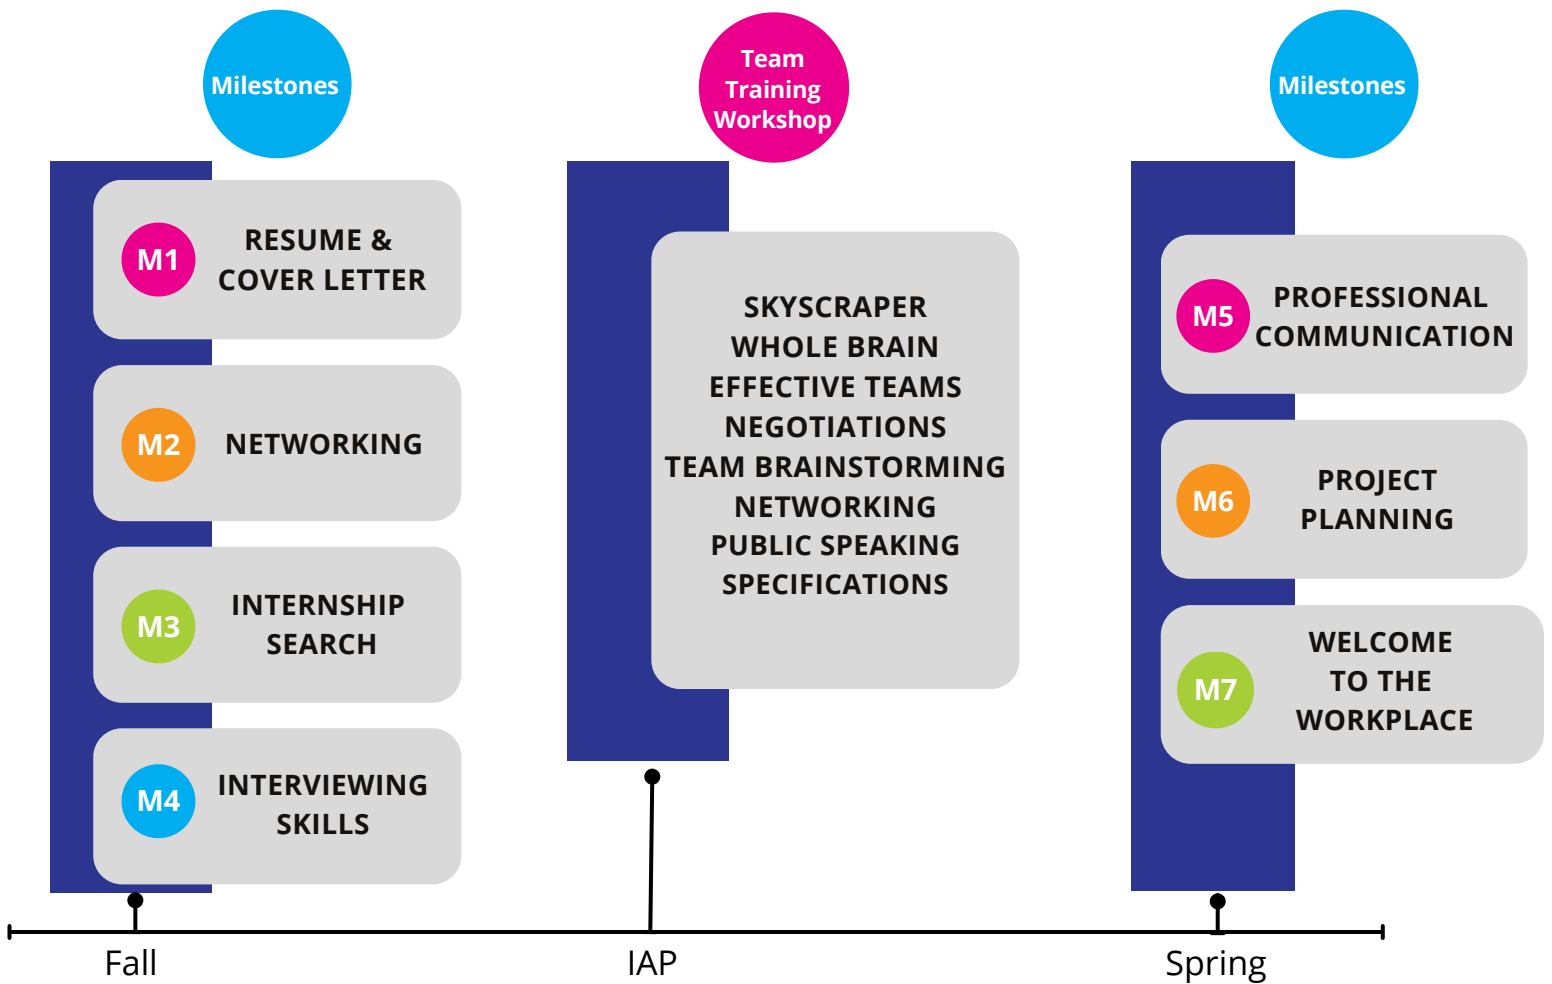 Milestones
M1
RESUME &
COVER LETTER
M2
NETWORKING
M3
INTERNSHIP
SEARCH
M4
INTERVIEWING
SKILLS
Fall
Team
Training
Workshop
SKYSCRAPER
WHOLE BRAIN
EFFECTIVE TEAMS
NEGOTIATIONS
TEAM BRAINSTORMING
NETWORKING
PUBLIC SPEAKING
SPECIFICATIONS
IAP
Milestones
M5
PROFESSIONAL
COMMUNICATION
M6
PROJECT
PLANNING
M7
WELCOME
TO THE
WORKPLACE
Spring